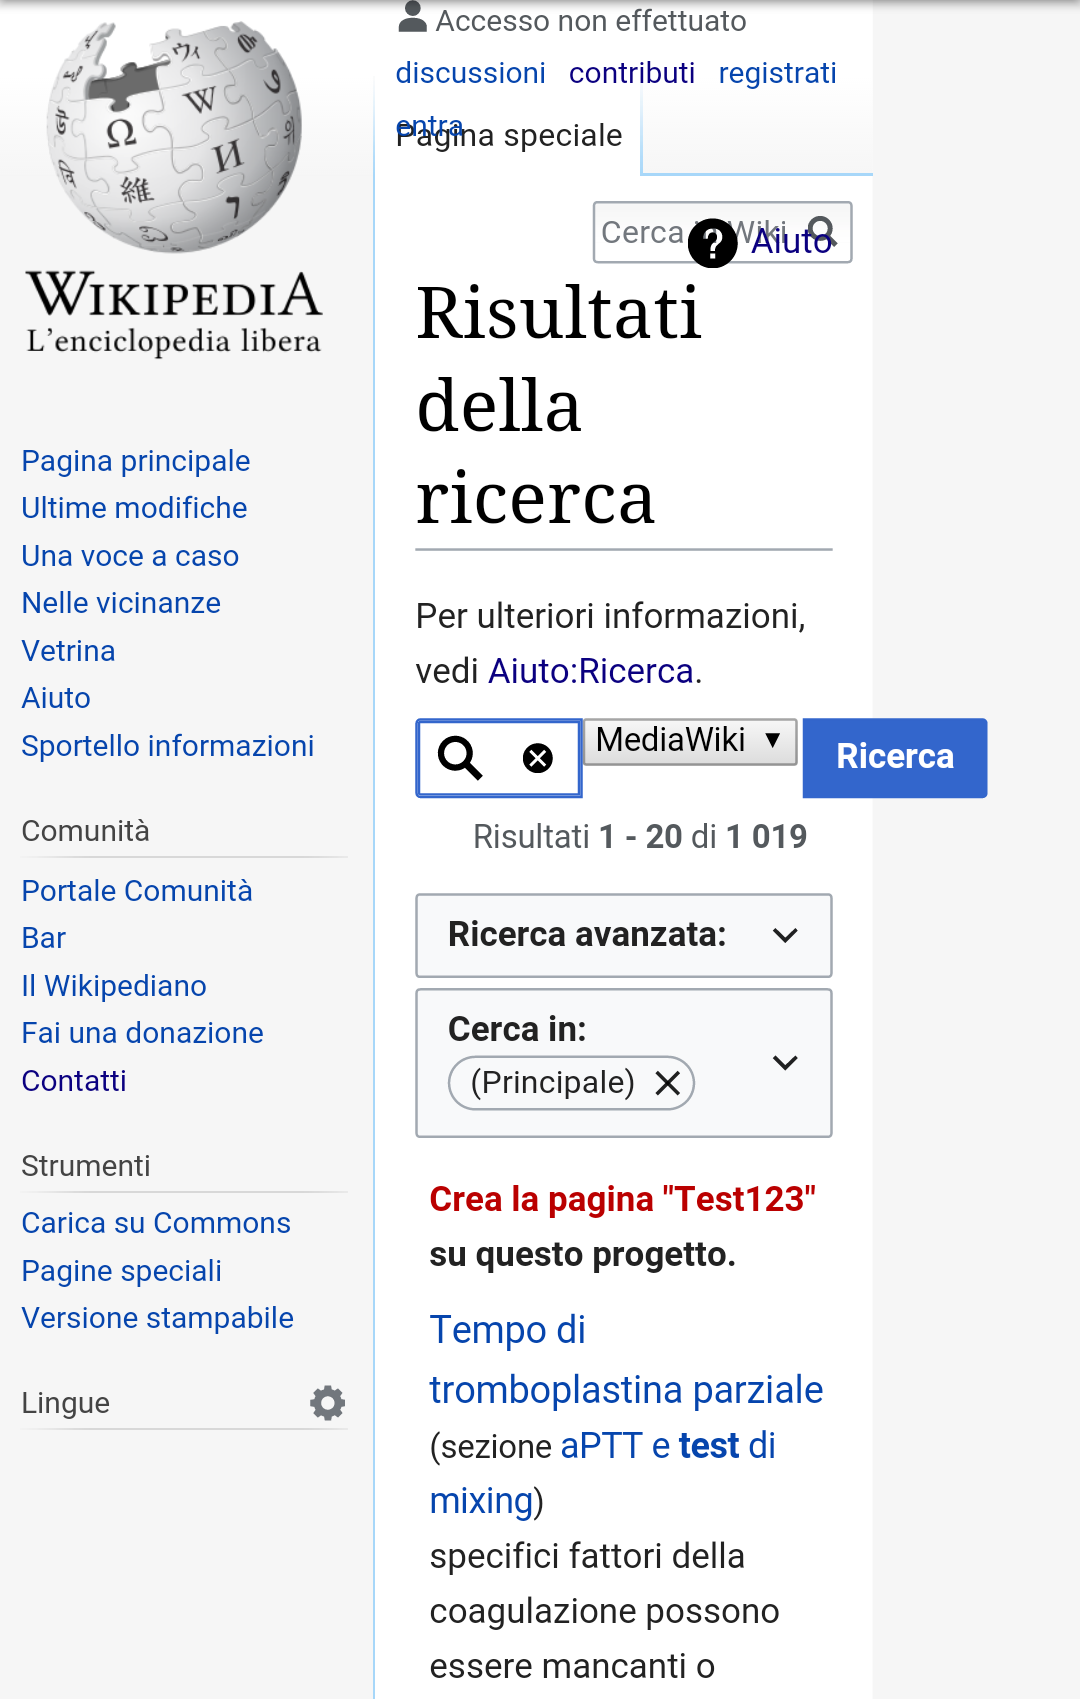 WIKIPEDIA
L'enciclopedia libera
Pagina principale
Ultime modifiche
Una voce a caso
Nelle vicinanze
Vetrina
Aiuto
Sportello informazioni
Comunità
Portale Comunità
Bar
Il Wikipediano
Fai una donazione
Contatti
Strumenti
Carica su Commons
Pagine speciali
Versione stampabile
Lingue
Accesso non effettuato
discussioni contributi registrati
entra
Pagina speciale
Cerca in Wiki
Aiuto
Risultati
della
ricerca
Per ulteriori informazioni,
vedi Aiuto:Ricerca.
MediaWiki ▼ Ricerca
Risultati 1 - 20 di 1 019
Ricerca avanzata:
Cerca in:
(Principale)
Crea la pagina "Test123"
su questo progetto.
Tempo di
tromboplastina parziale
(sezione aPTT e test di
mixing)
specifici fattori della
coagulazione possono
essere mancanti o